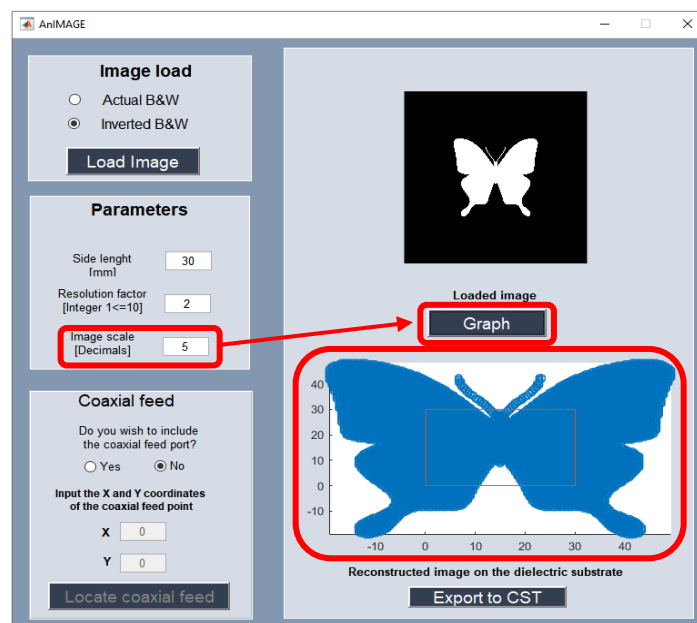 AnIMAGE
Image load
Actual B&W
Inverted B&W
Load Image
Parameters
Side lenght
[mm]
30
Resolution factor
[Integer 1<=10]
2
Image scale
[Decimals]
5
Coaxial feed
Do you wish to include
the coaxial feed port?
Yes
No
Input the X and Y coordinates
of the coaxial feed point
X
0
Y
0
Locate coaxial feed
Loaded image
Graph
40
30
20
10
0
-10
-10
0
10
20
30
40
Reconstructed image on the dielectric substrate
Export to CST